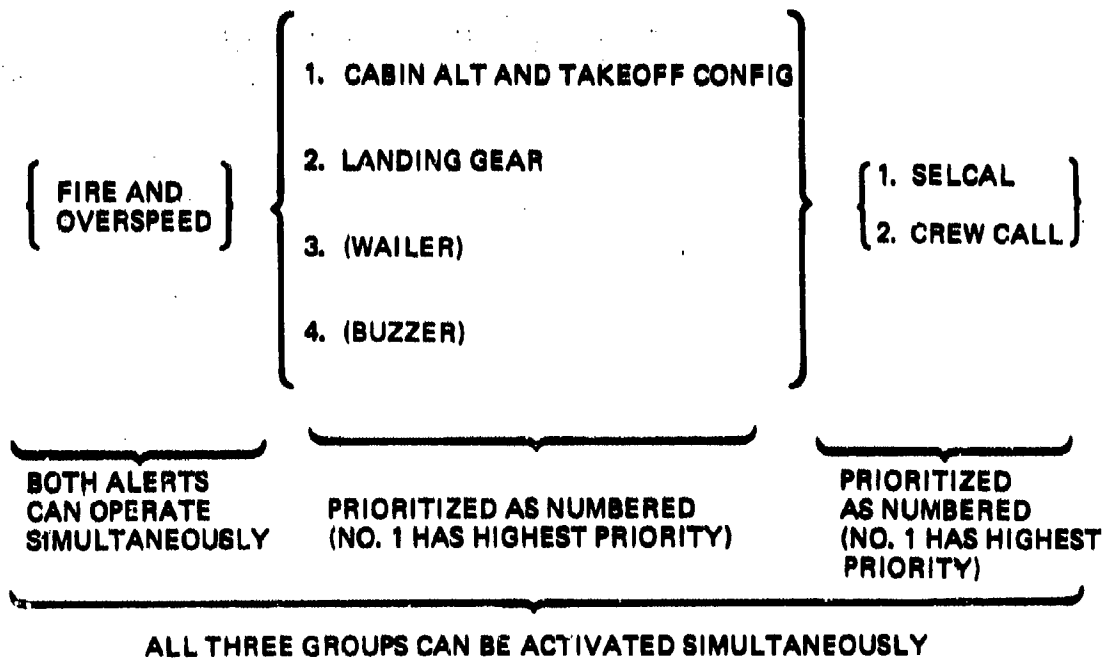 FIRE AND
OVERSPEED
1. CABIN ALT AND TAKEOFF CONFIG
2. LANDING GEAR
3. (WAILER)
4. (BUZZER)
1. SELCAL
2. CREW CALL
BOTH ALERTS
CAN OPERATE
SIMULTANEOUSLY
PRIORITIZED AS NUMBERED
(NO. 1 HAS HIGHEST PRIORITY)
PRIORITIZED
AS NUMBERED
(NO. 1 HAS HIGHEST
PRIORITY)
ALL THREE GROUPS CAN BE ACTIVATED SIMULTANEOUSLY